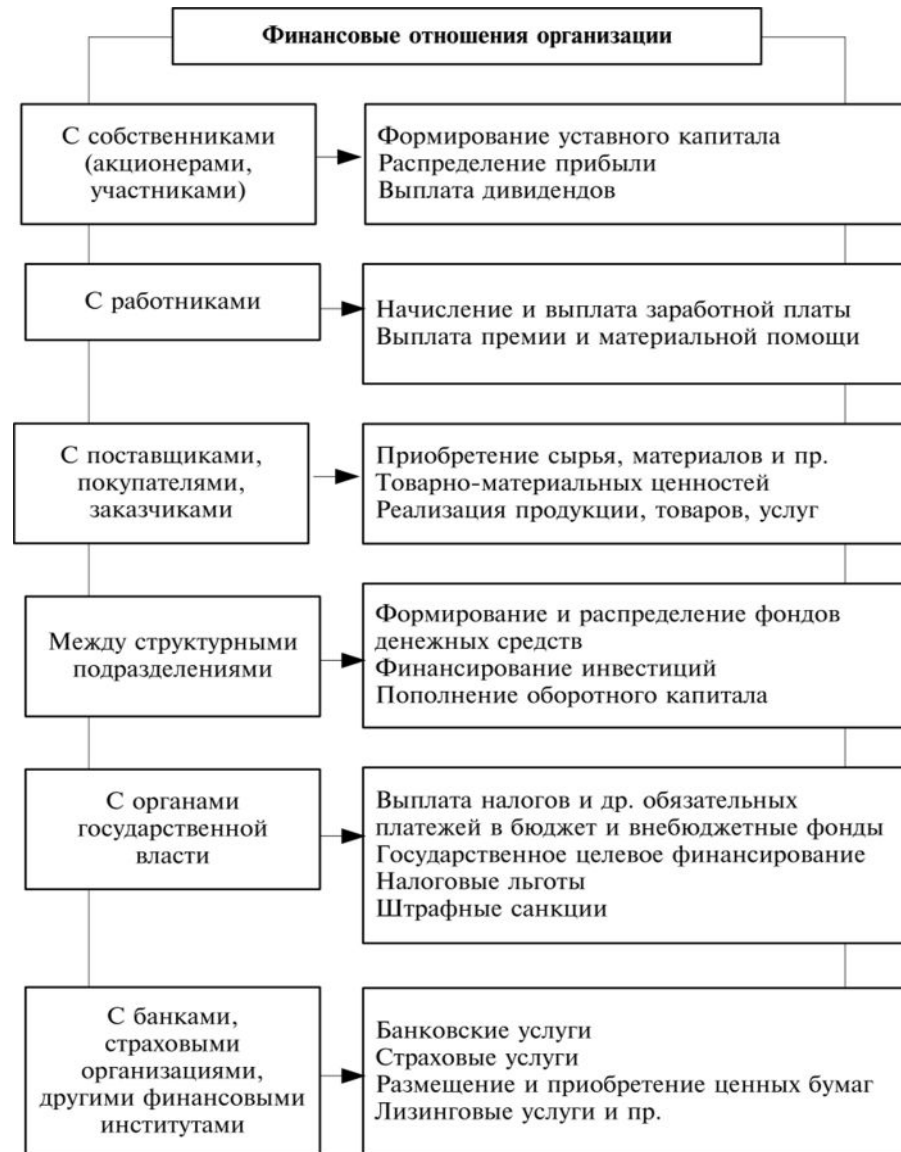 Финансовые отношения организации
С собственниками
(акционерами,
участниками)
Формирование уставного капитала
Распределение прибыли
Выплата дивидендов
С работниками
Начисление и выплата заработной платы
Выплата премии и материальной помощи
С поставщиками,
покупателями,
заказчиками
Приобретение сырья, материалов и пр.
Товарно-материальных ценностей
Реализация продукции, товаров, услуг
Между структурными
подразделениями
Формирование и распределение фондов
денежных средств
Финансирование инвестиций
Пополнение оборотного капитала
С органами
государственной
власти
Выплата налогов и др. обязательных
платежей в бюджет и внебюджетные фонды
Государственное целевое финансирование
Налоговые льготы
Штрафные санкции
С банками,
страховыми
организациями,
другими финансовыми
институтами
Банковские услуги
Страховые услуги
Размещение и приобретение ценных бумаг
Лизинговые услуги и пр.